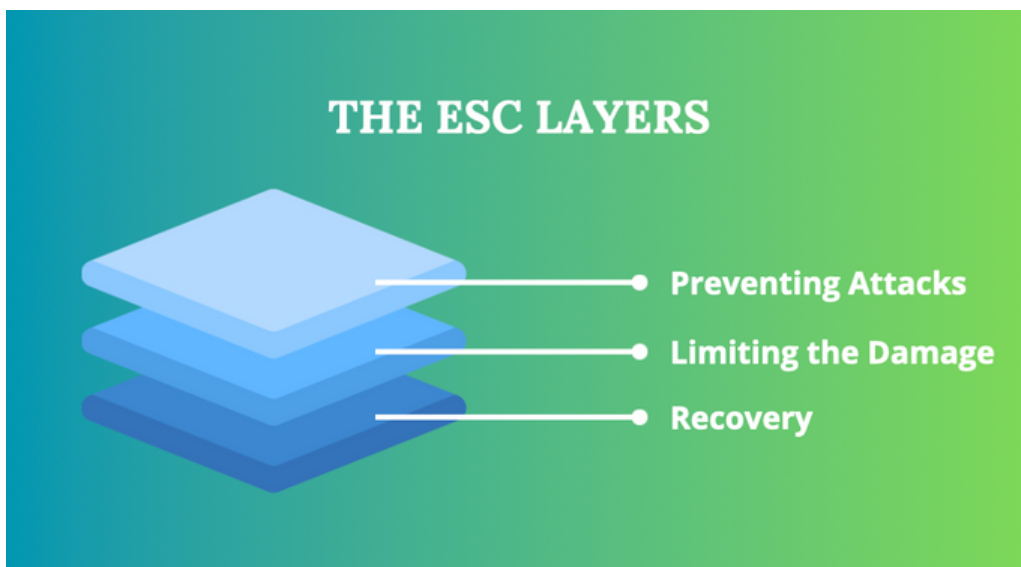 THE ESC LAYERS
Preventing Attacks
Limiting the Damage
Recovery